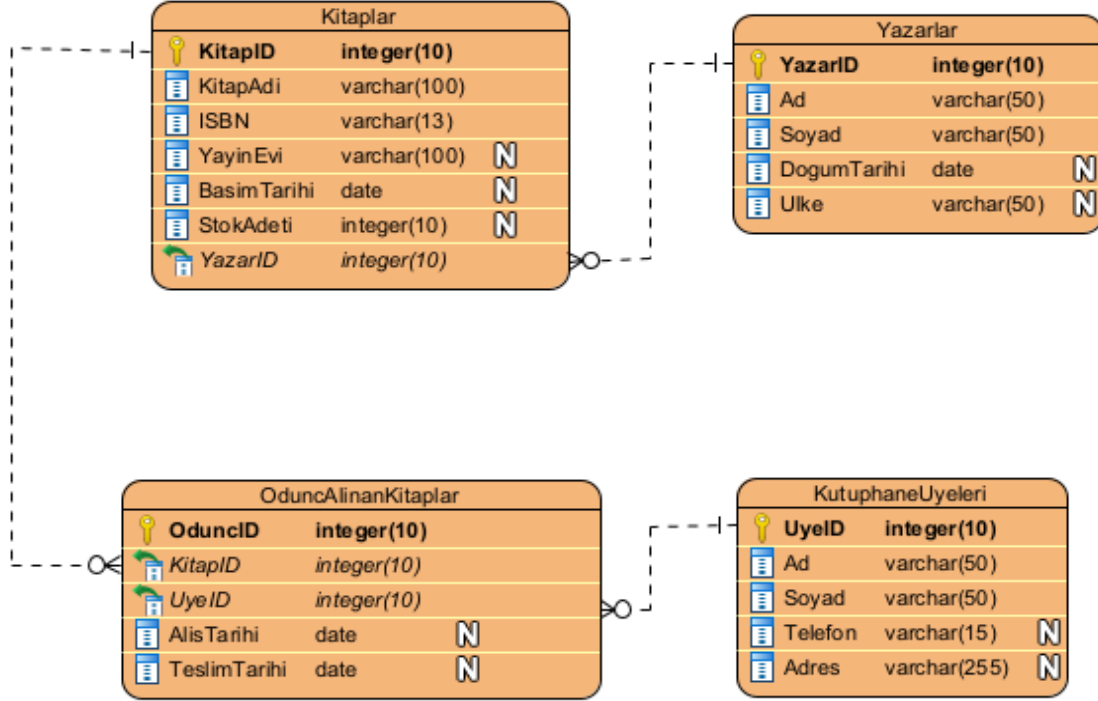 Kitaplar
KitapID integer(10)
KitapAdi varchar(100)
ISBN varchar(13)
YayinEvi varchar(100) N
BasimTarihi date N
StokAdeti integer(10) N
YazarID integer(10)
Yazarlar
YazarID integer(10)
Ad varchar(50)
Soyad varchar(50)
DogumTarihi date N
Ulke varchar(50) N
OduncAlinanKitaplar
OduncID integer(10)
KitapID integer(10)
UyeID integer(10)
AlisTarihi date N
TeslimTarihi date N
KutuphaneUyeleri
UyeID integer(10)
Ad varchar(50)
Soyad varchar(50)
Telefon varchar(15) N
Adres varchar(255) N